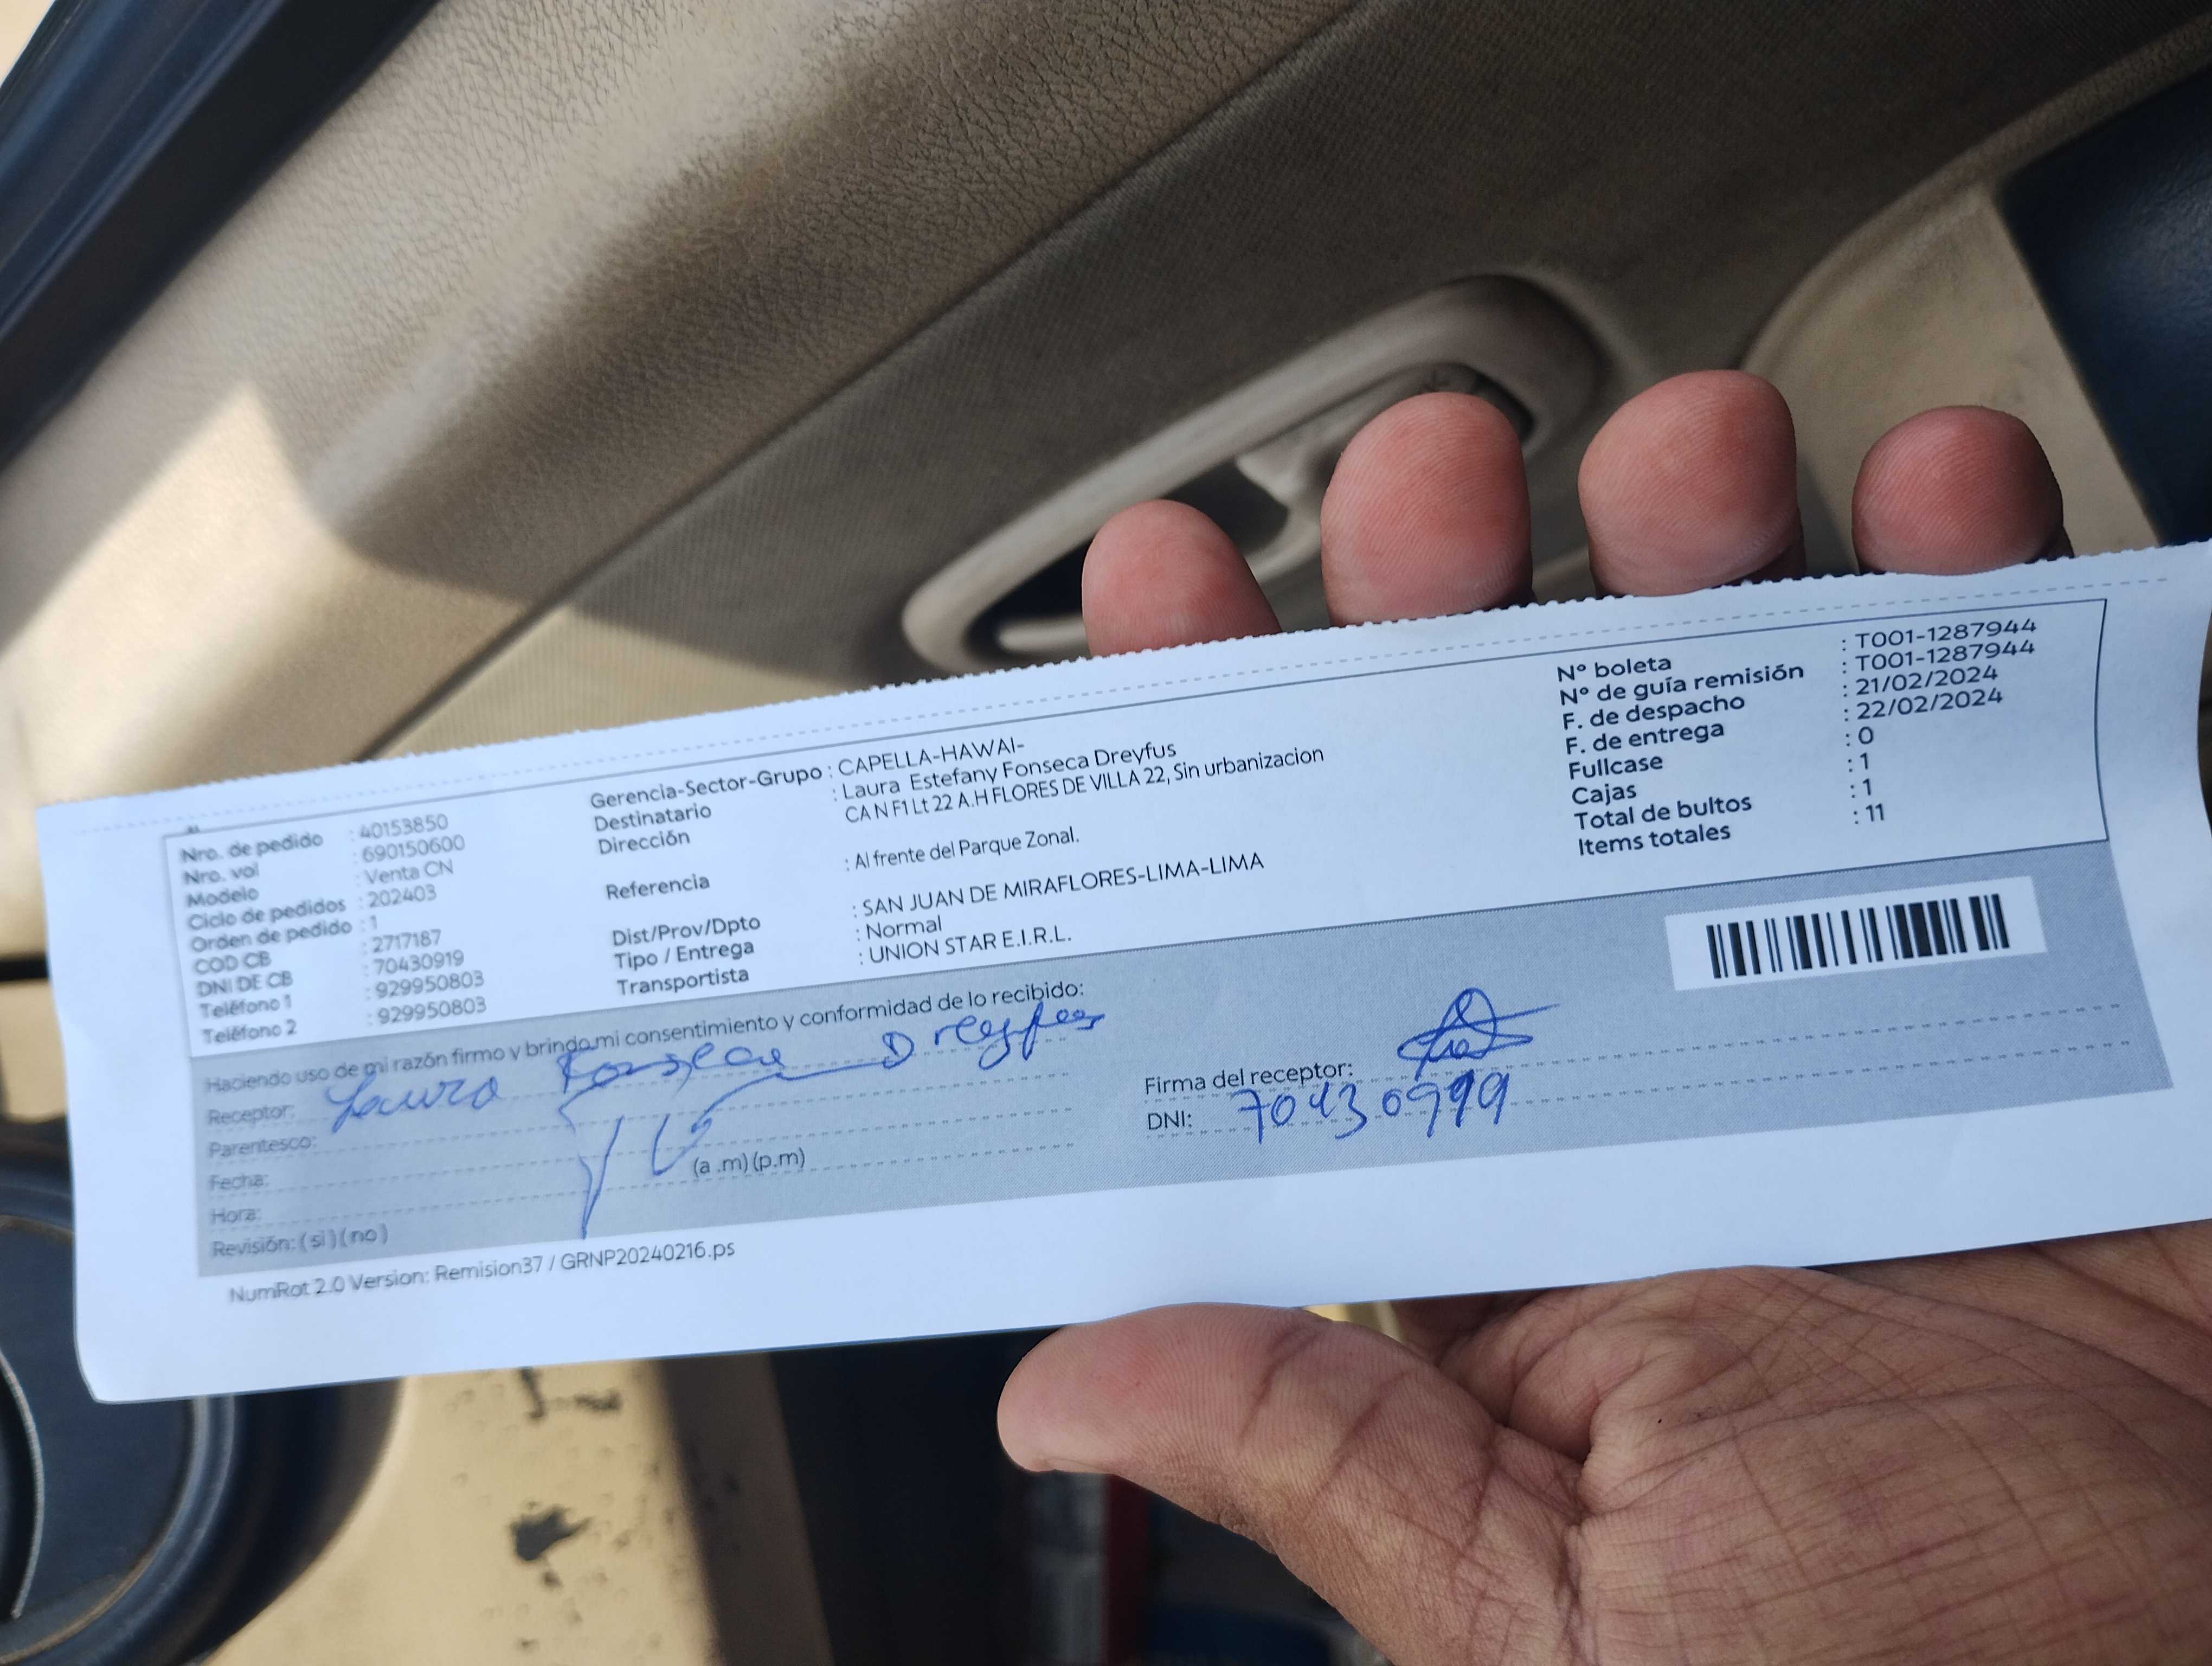 Nro. de pedido : 40153850
Nro. vol : 690150600
Modelo : Venta CN
Ciclo de pedidos : 202403
Orden de pedido : 1
COD CB : 2717187
DNI DE CB : 70430919
Teléfono 1 : 929950803
Teléfono 2 : 929950803
Gerencia-Sector-Grupo : CAPELLA-HAWAI-
Destinatario : Laura Estefany Fonseca Dreyfus
Dirección CA N F1 Lt 22 A.H FLORES DE VILLA 22, Sin urbanizacion
Referencia : Al frente del Parque Zonal.
Dist/Prov/Dpto : SAN JUAN DE MIRAFLORES-LIMA-LIMA
Tipo / Entrega : Normal
Transportista : UNION STAR E.I.R.L.
N° boleta : T001-1287944
N° de guía remisión : T001-1287944
F. de despacho : 21/02/2024
F. de entrega : 22/02/2024
Fullcase : 0
Cajas : 1
Total de bultos : 1
Items totales : 11
Haciendo uso de mi razón firmo y brindo mi consentimiento y conformidad de lo recibido:
Receptor: Laura Fonseca Dreyfus
Parentesco:
Fecha:
Hora: (a .m) (p.m)
Revisión: (si) (no)
Firma del receptor:
DNI: 70430919
NumRot 2.0 Version: Remision37 / GRNP20240216.ps